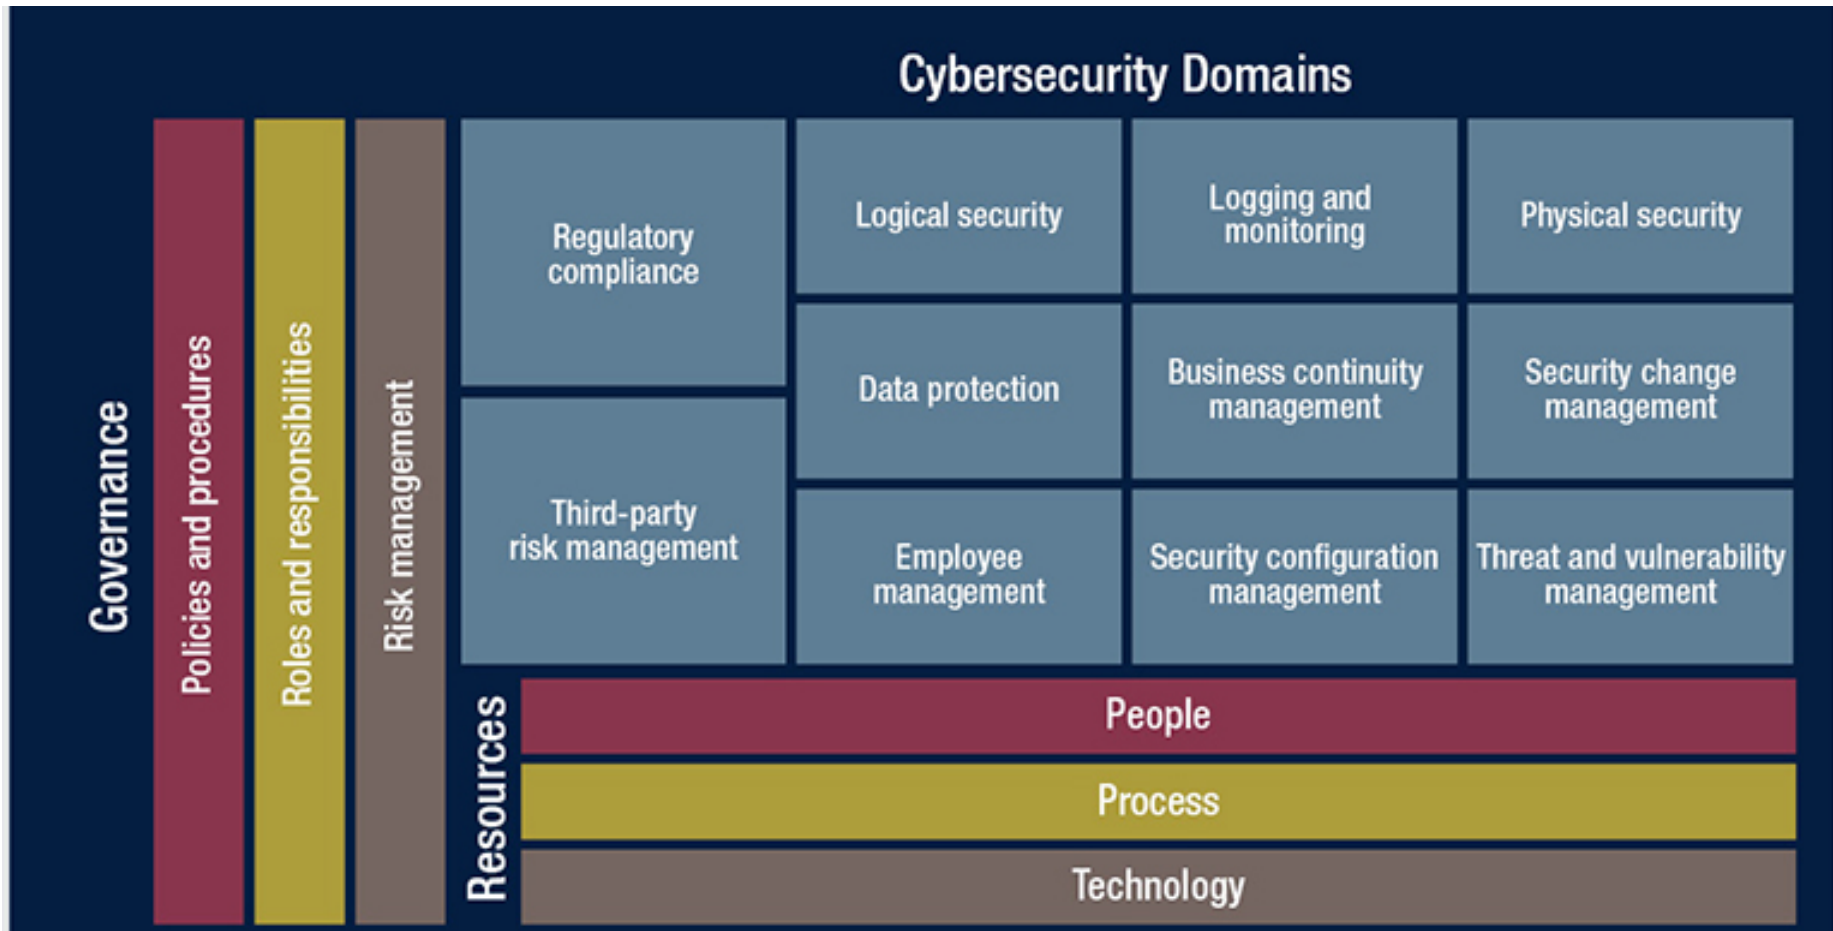 Cybersecurity Domains
Governance
Policies and procedures
Roles and responsibilities
Risk management
Regulatory
compliance
Third-party
risk management
Logical security
Logging and
monitoring
Physical security
Data protection
Business continuity
management
Security change
management
Employee
management
Security configuration
management
Threat and vulnerability
management
Resources
People
Process
Technology